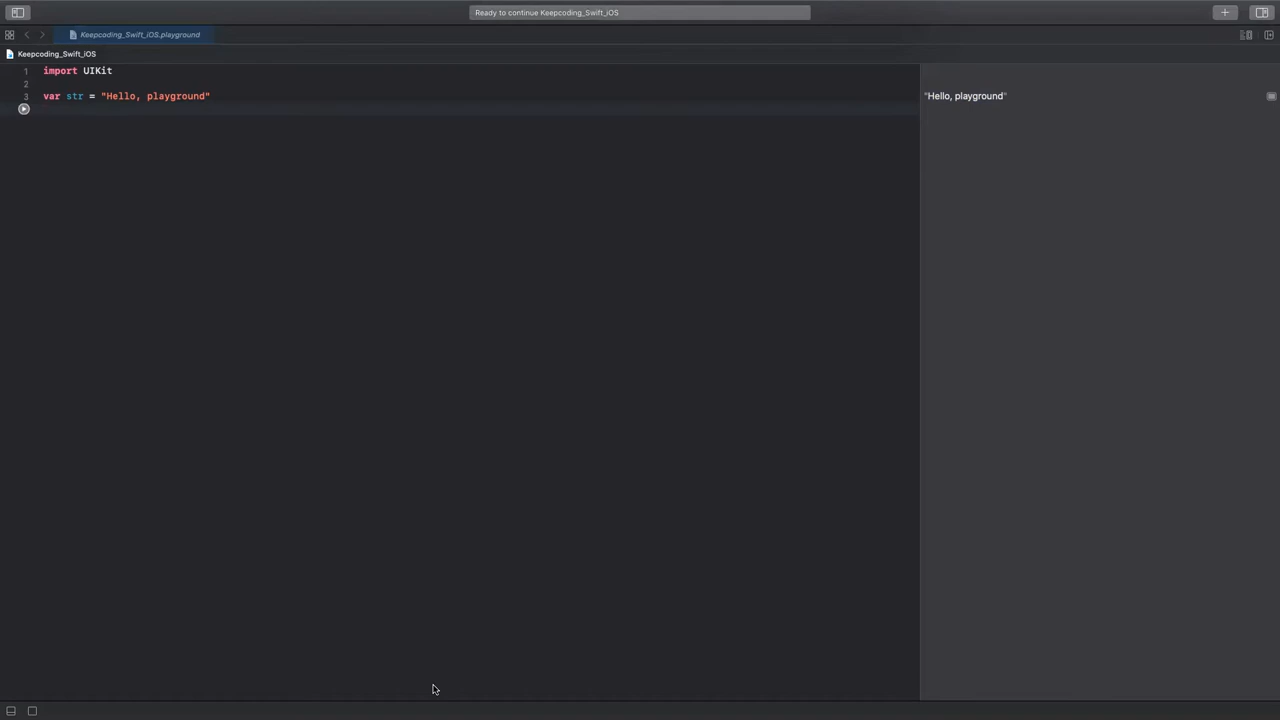 Ready to continue Keepcoding_Swift_iOS
Keepcoding_Swift_iOS.playground
Keepcoding_Swift_iOS
1 import UIKit
2
3 var str = "Hello, playground"
"Hello, playground"